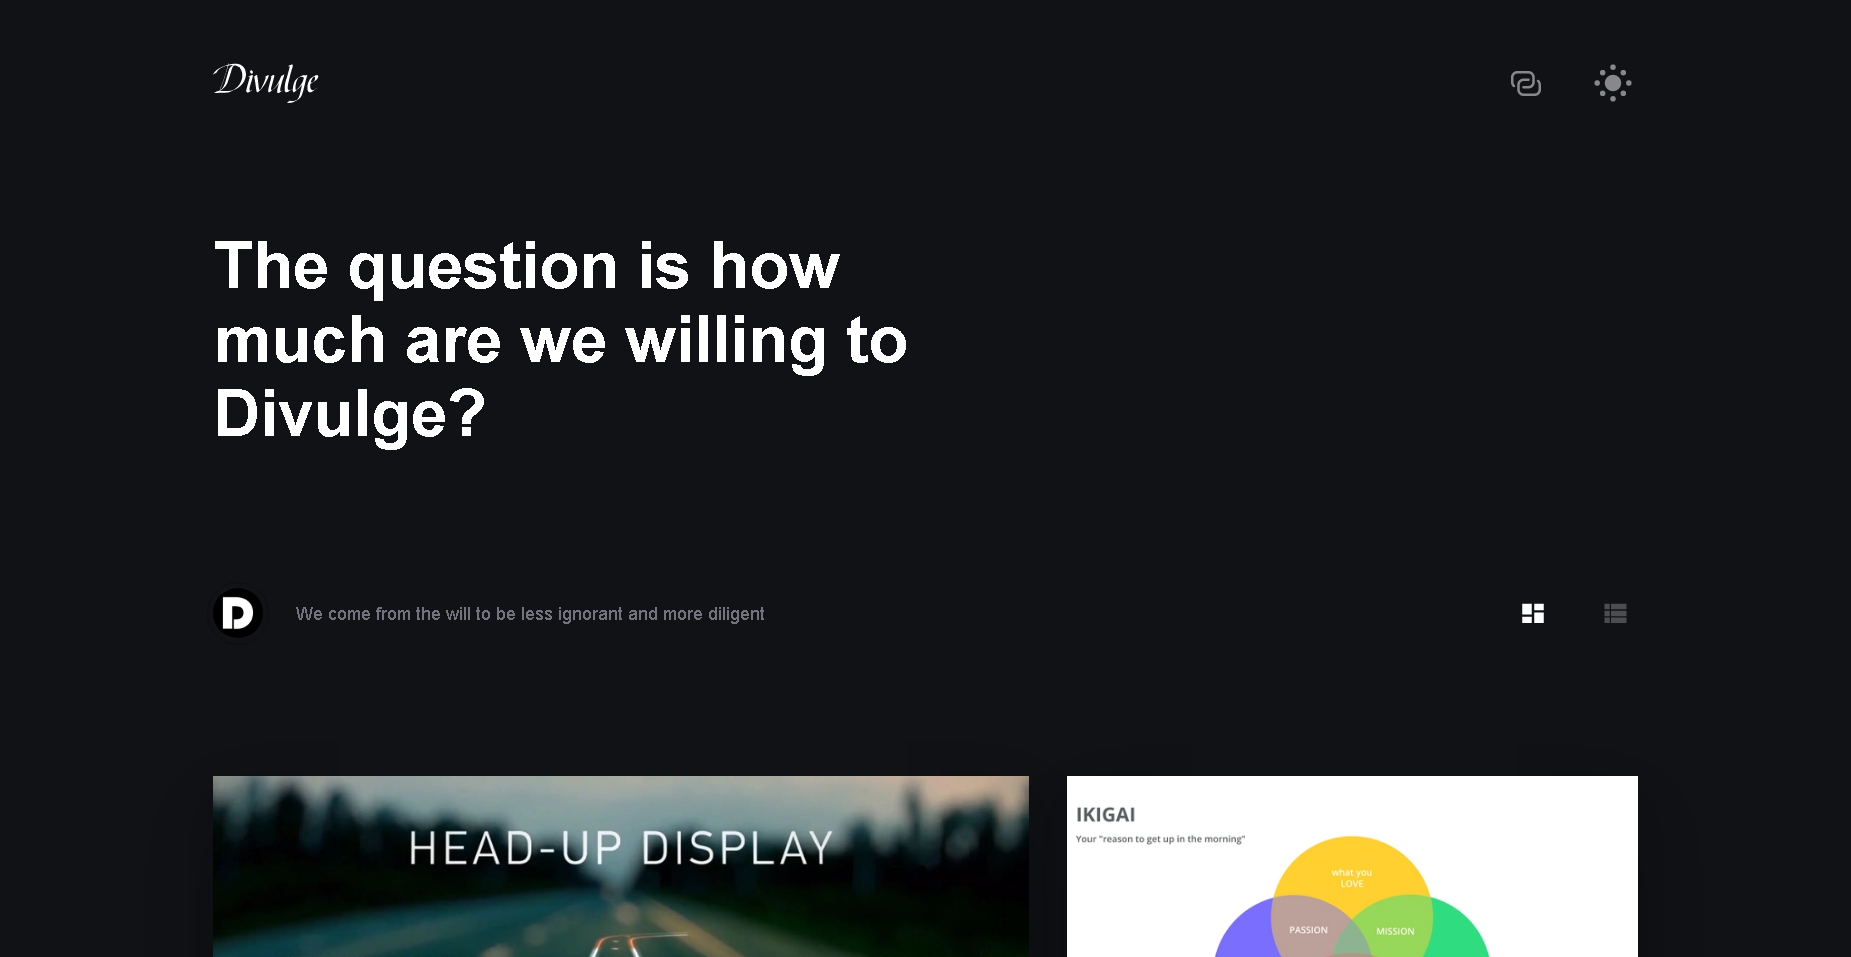 Divulge
The question is how
much are we willing to
Divulge?
D
We come from the will to be less ignorant and more diligent
HEAD-UP DISPLAY
IKIGAI
Your "reason to get up in the morning"
what you
LOVE
PASSION
MISSION